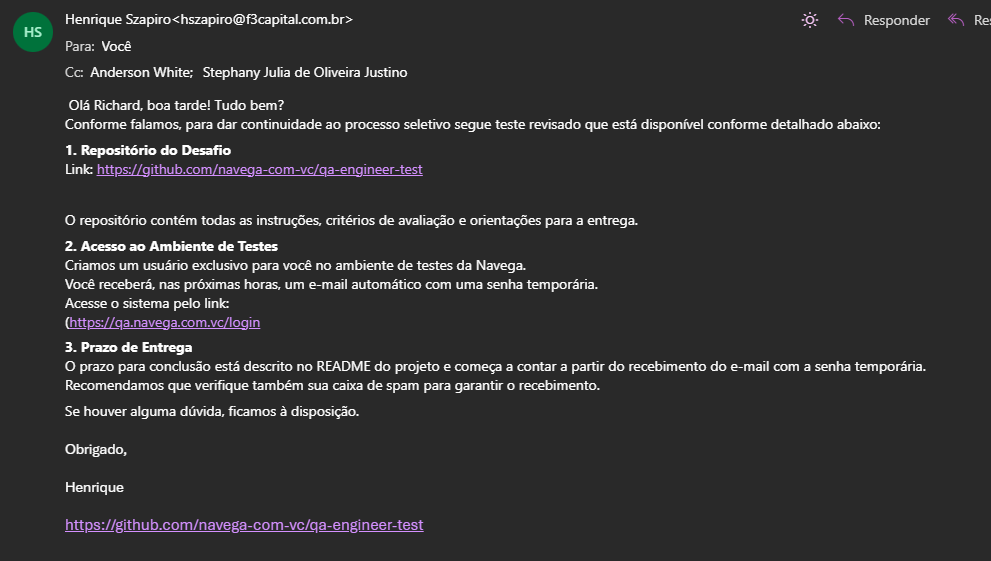 HS
Henrique Szapiro<hszapiro@f3capital.com.br>
Responder
Res
Para: Você
Cc: Anderson White; Stephany Julia de Oliveira Justino
Olá Richard, boa tarde! Tudo bem?
Conforme falamos, para dar continuidade ao processo seletivo segue teste revisado que está disponível conforme detalhado abaixo:
1. Repositório do Desafio
Link: https://github.com/navega-com-vc/qa-engineer-test
O repositório contém todas as instruções, critérios de avaliação e orientações para a entrega.
2. Acesso ao Ambiente de Testes
Criamos um usuário exclusivo para você no ambiente de testes da Navega.
Você receberá, nas próximas horas, um e-mail automático com uma senha temporária.
Acesse o sistema pelo link:
(https://qa.navega.com.vc/login
3. Prazo de Entrega
O prazo para conclusão está descrito no README do projeto e começa a contar a partir do recebimento do e-mail com a senha temporária.
Recomendamos que verifique também sua caixa de spam para garantir o recebimento.
Se houver alguma dúvida, ficamos à disposição.
Obrigado,
Henrique
https://github.com/navega-com-vc/qa-engineer-test